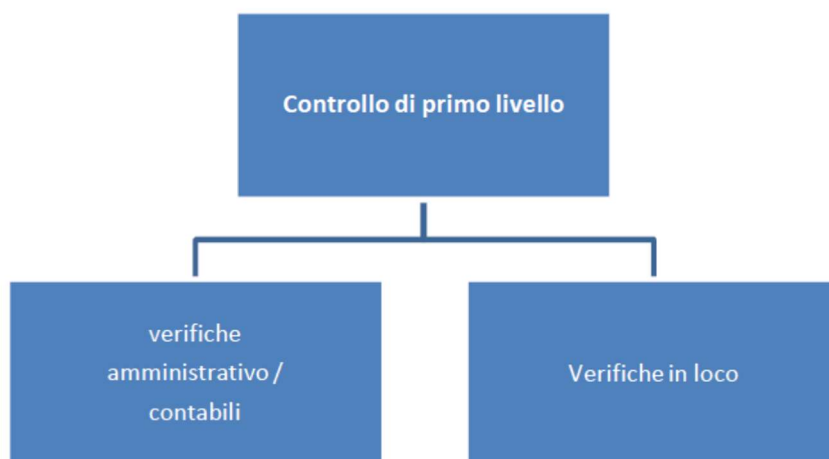 Controllo di primo livello
verifiche
amministrativo /
contabili
Verifiche in loco